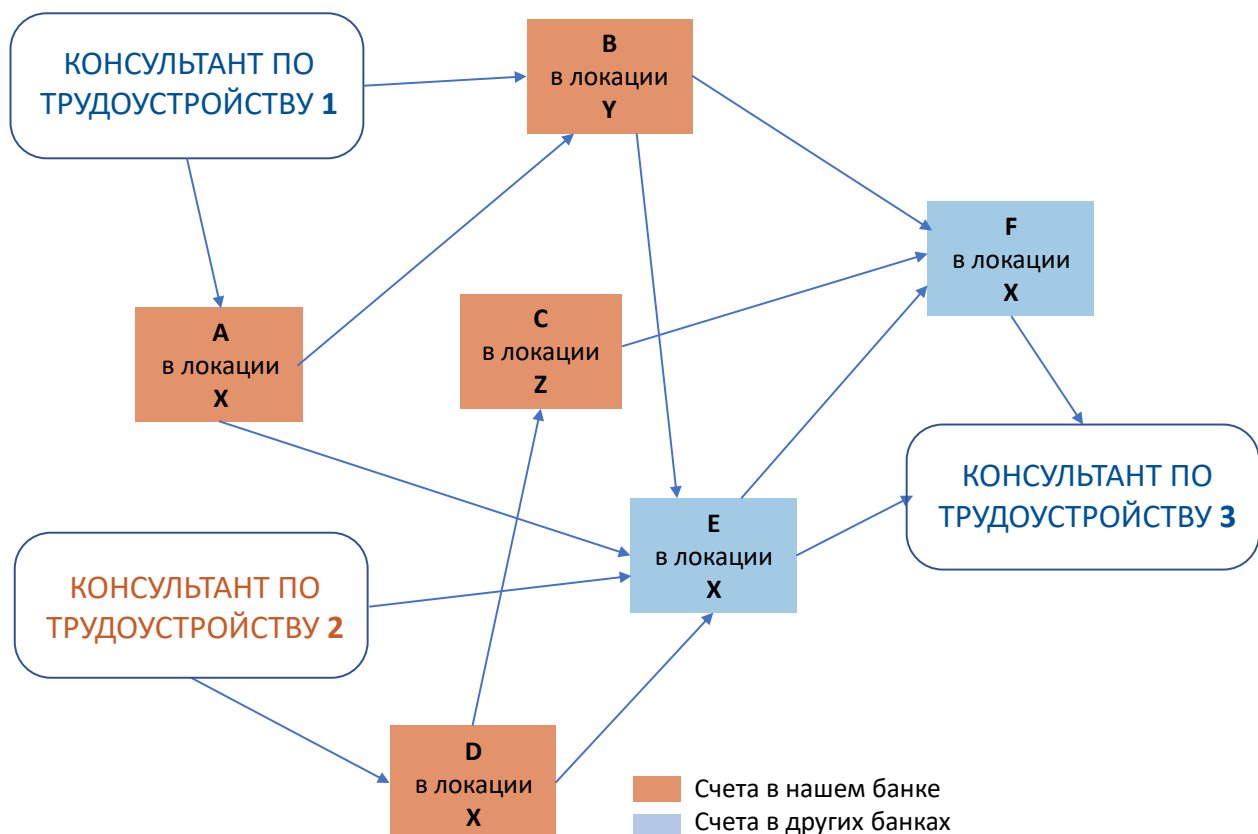 КОНСУЛЬТАНТ ПО
ТРУДОУСТРОЙСТВУ 1
B
в локации
Y
F
в локации
X
A
в локации
X
C
в локации
Z
КОНСУЛЬТАНТ ПО
ТРУДОУСТРОЙСТВУ 3
E
в локации
X
КОНСУЛЬТАНТ ПО
ТРУДОУСТРОЙСТВУ 2
D
в локации
X
Счета в нашем банке
Счета в других банках